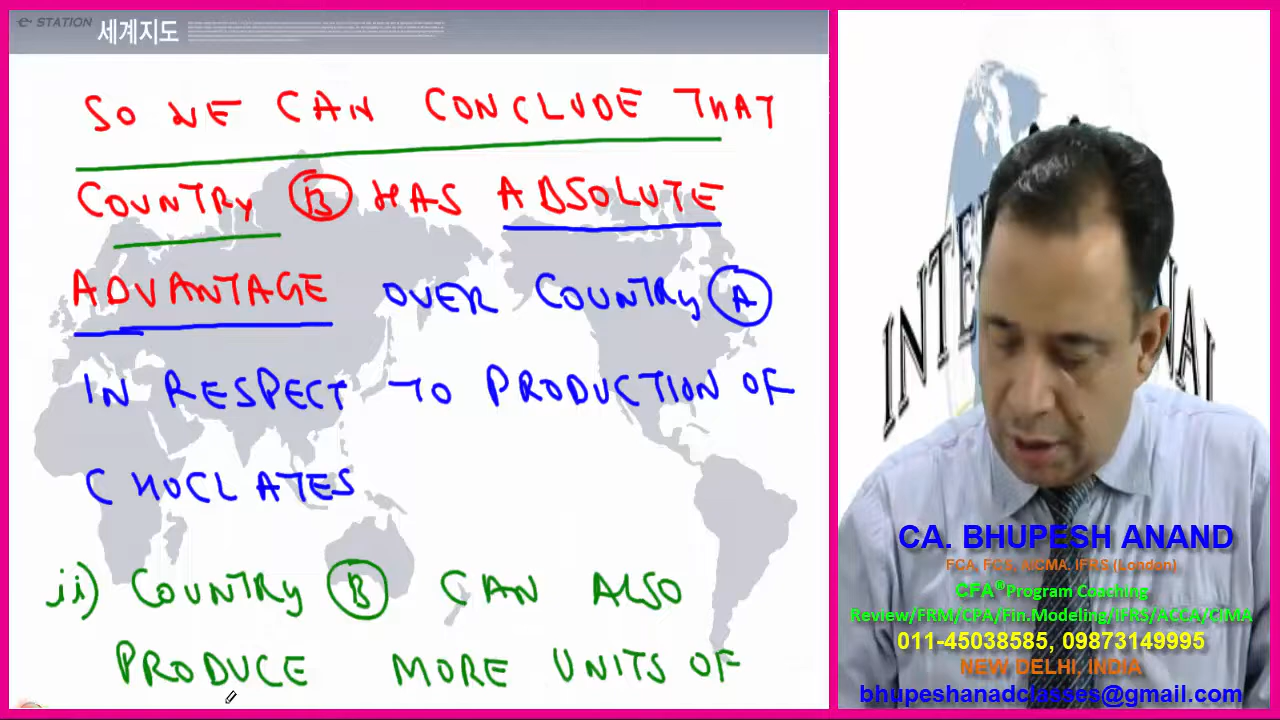 e-STATION
세계지도
SO WE CAN CONCLUDE THAT
COUNTRY B HAS ABSOLUTE
ADVANTAGE OVER COUNTRY A
IN RESPECT TO PRODUCTION OF
CHOCLATES
ii) COUNTRY B CAN ALSO
PRODUCE MORE UNITS OF
CA. BHUPESH ANAND
FCA, FCS, AICMA, IFRS (London)
CFA® Program Coaching
Review/FRM/CPA/Fin.Modeling/IFRS/ACCA/CIMA
011-45038585, 09873149995
NEW DELHI, INDIA
bhupeshanadclasses@gmail.com